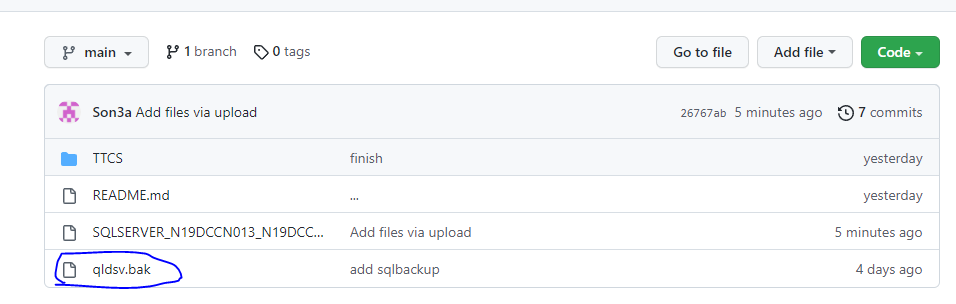 main 1 branch 0 tags Go to file Add file Code
Son3a Add files via upload 26767ab 5 minutes ago 7 commits
TTCS finish yesterday
README.md ... yesterday
SQLSERVER_N19DCCN013_N19DCC... Add files via upload 5 minutes ago
qldsv.bak add sqlbackup 4 days ago